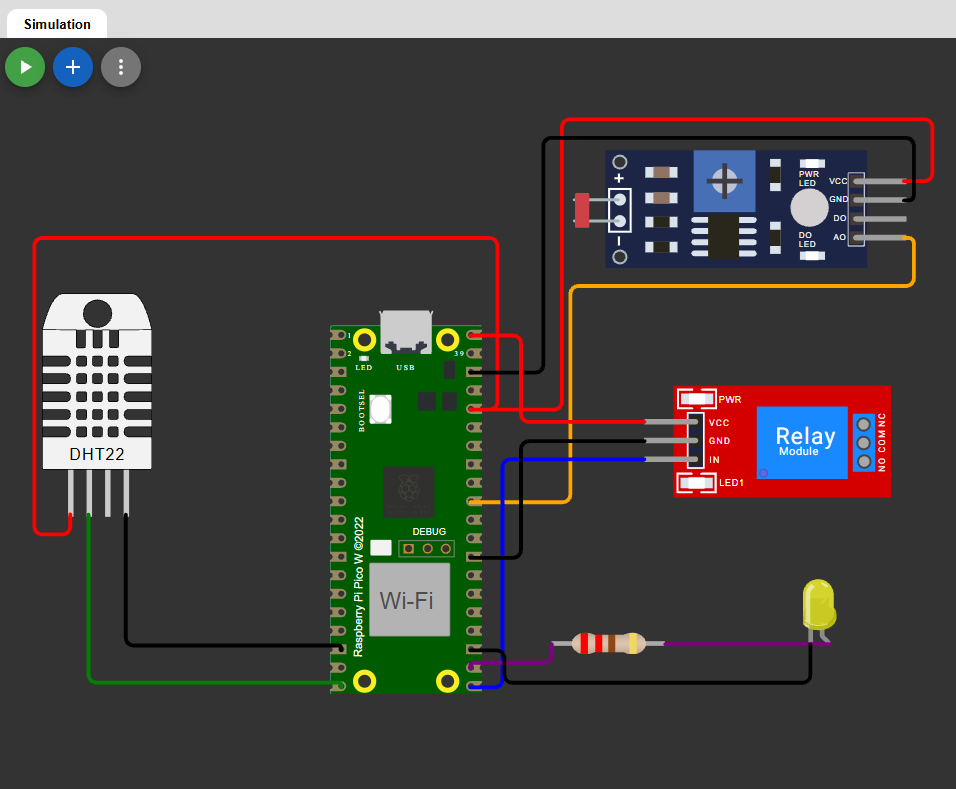 Simulation
PWR
LED
VCC
GND
DO
AO
DO
LED
+
1
2
39
LED
USB
BOOTSEL
DHT22
PWR
VCC
GND
IN
LED1
Relay
Module
NO COM NC
DEBUG
Raspberry Pi Pico W ©2022
Wi-Fi